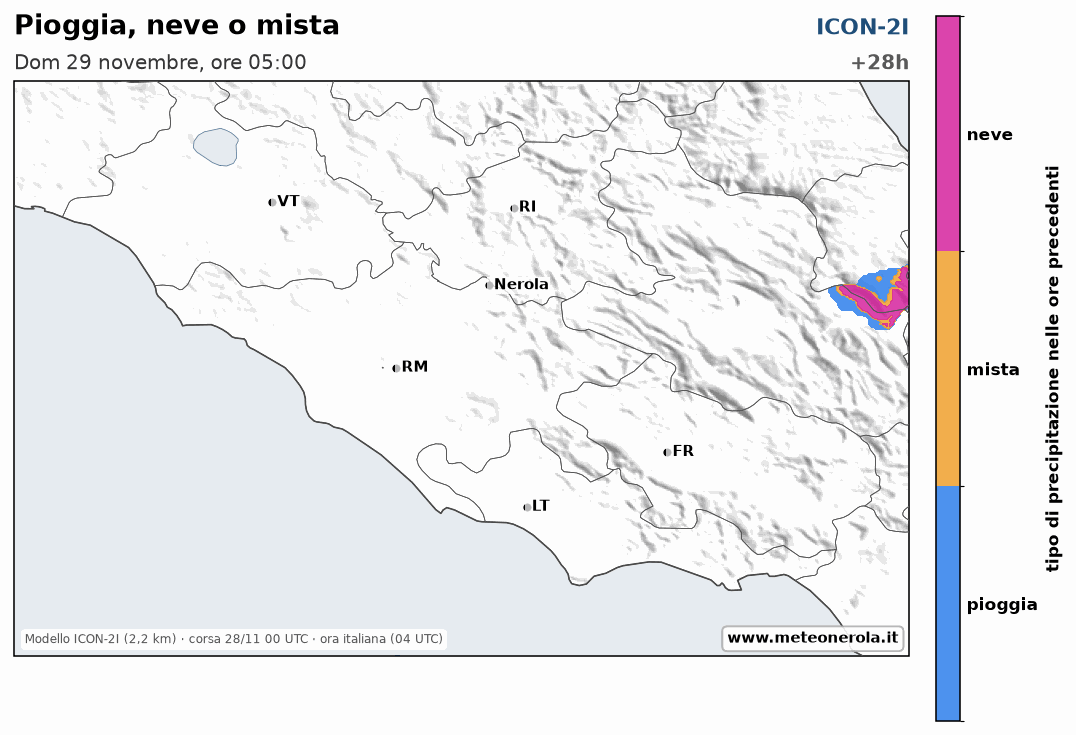 Pioggia, neve o mista
ICON-2I
Dom 29 novembre, ore 05:00
+28h
neve
VT
RI
Nerola
mista
RM
FR
LT
pioggia
tipo di precipitazione nelle ore precedenti
Modello ICON-2I (2,2 km) · corsa 28/11 00 UTC · ora italiana (04 UTC)
www.meteonerola.it